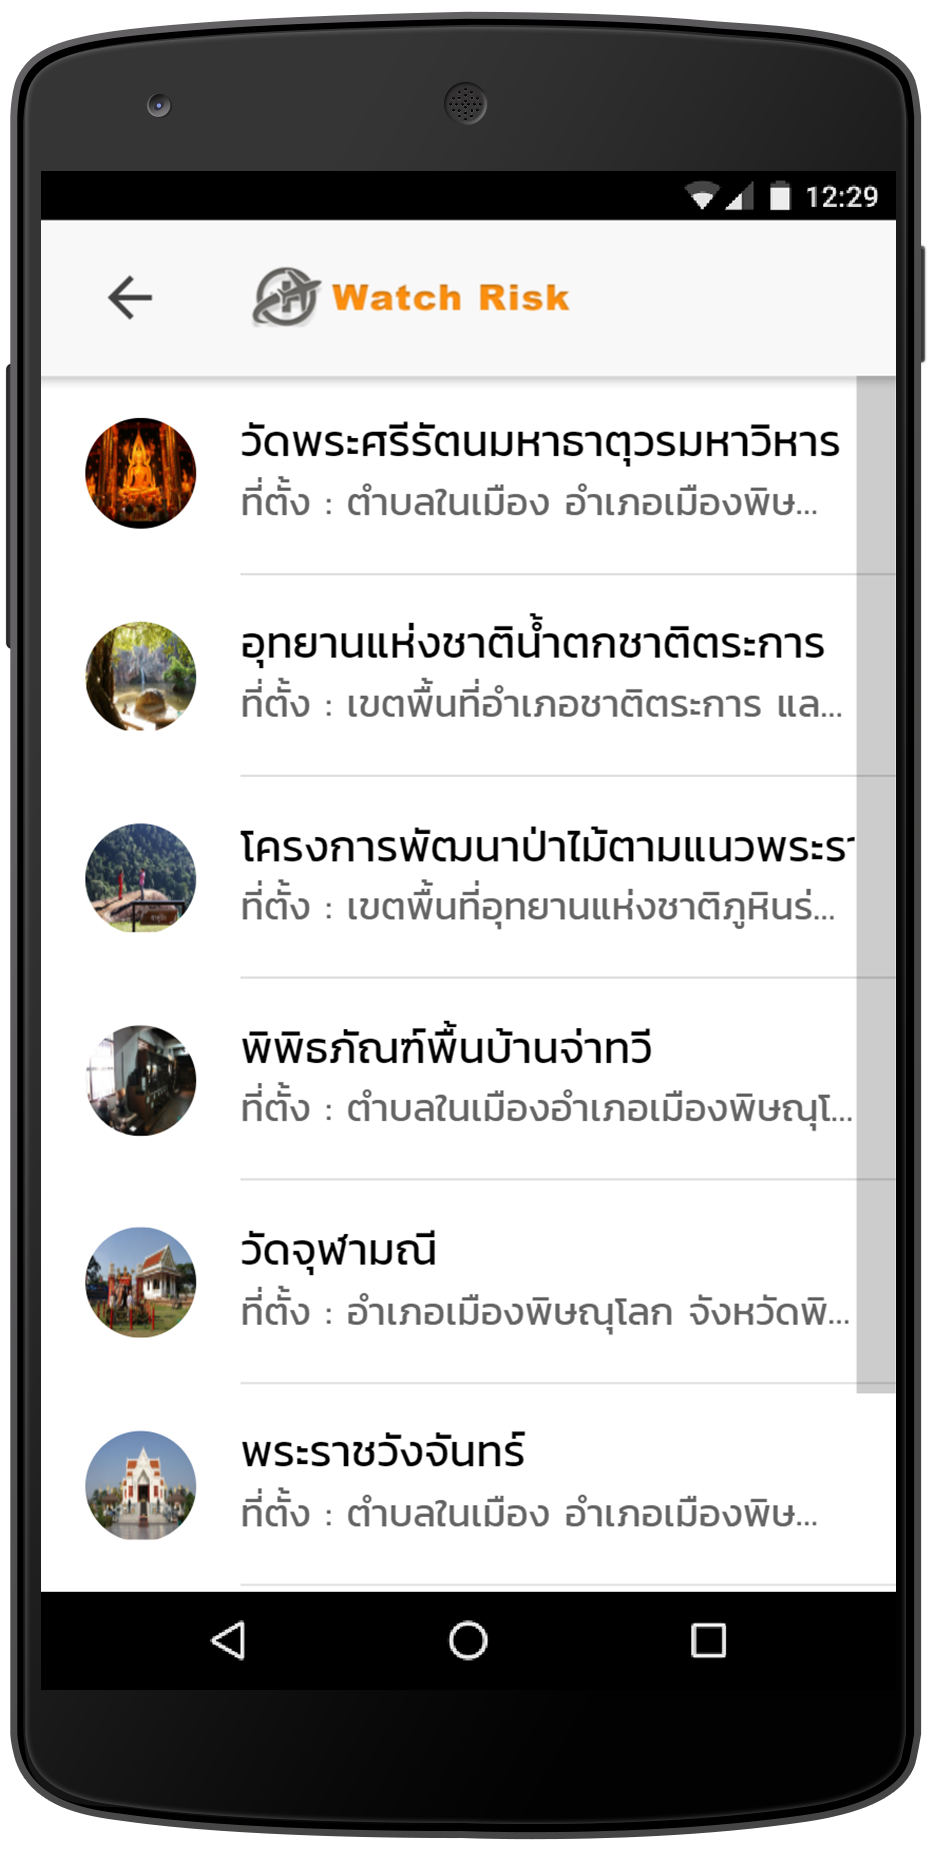 12:29
Watch Risk
วัดพระศรีรัตนมหาธาตุวรมหาวิหาร
ที่ตั้ง : ตำบลในเมือง อำเภอเมืองพิษ...
อุทยานแห่งชาติน้ำตกชาติตระการ
ที่ตั้ง : เขตพื้นที่อำเภอชาติตระการ แล...
โครงการพัฒนาป่าไม้ตามแนวพระรา
ที่ตั้ง : เขตพื้นที่อุทยานแห่งชาติภูหินร่...
พิพิธภัณฑ์พื้นบ้านจ่าทวี
ที่ตั้ง : ตำบลในเมืองอำเภอเมืองพิษณุโ...
วัดจุฬามณี
ที่ตั้ง : อำเภอเมืองพิษณุโลก จังหวัดพิ...
พระราชวังจันทร์
ที่ตั้ง : ตำบลในเมือง อำเภอเมืองพิษ...